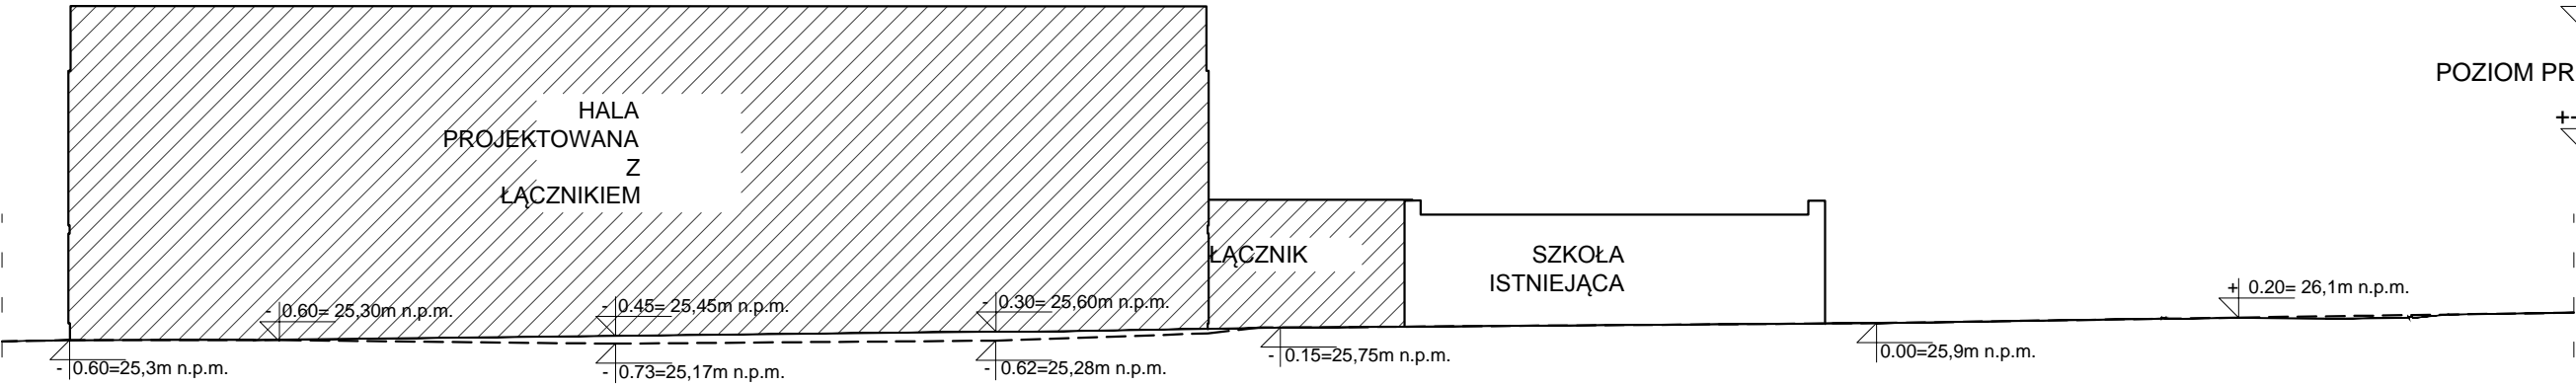 POZIOM PR
HALA
PROJEKTOWANA
Z
ŁĄCZNIKIEM
+-
ŁĄCZNIK
SZKOŁA
ISTNIEJĄCA
- 0.60= 25,30m n.p.m.
- 0.45= 25,45m n.p.m.
- 0.30= 25,60m n.p.m.
+ 0.20= 26,1m n.p.m.
- 0.60=25,3m n.p.m.
- 0.73=25,17m n.p.m.
- 0.62=25,28m n.p.m.
- 0.15=25,75m n.p.m.
0.00=25,9m n.p.m.